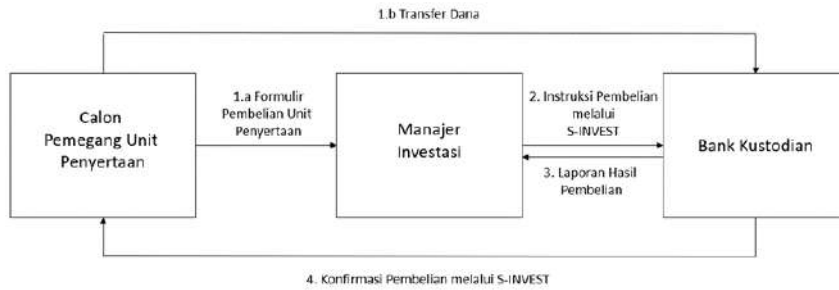 1.b Transfer Dana
Calon
Pemegang Unit
Penyertaan
1.a Formulir
Pembelian Unit
Penyertaan
Manajer
Investasi
2. Instruksi Pembelian
melalui
S-INVEST
3. Laporan Hasil
Pembelian
Bank Kustodian
4. Konfirmasi Pembelian melalui S-INVEST